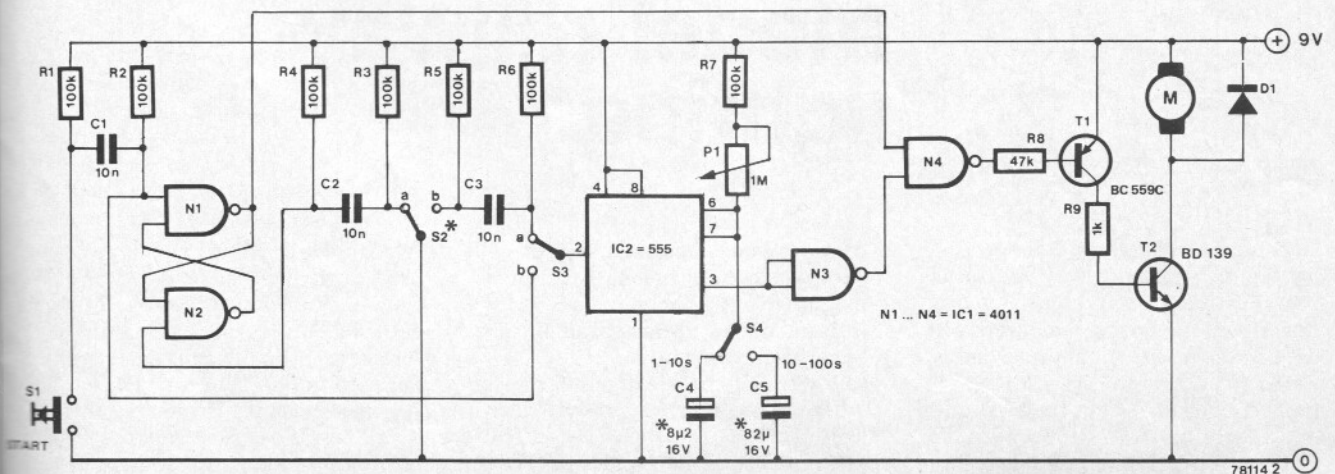 9V
R1
100k
R2
100k
R4
100k
R3
100k
R5
100k
R6
100k
R7
100k
D1
M
C1
10n
T1
P1
1M
N4
R8
47k
BC 559C
4
8
N1
C2
10n
a
b
S2
*
C3
10n
a
b
S3
2
IC2 = 555
6
7
3
R9
1k
T2
BD 139
N2
N3
1
N1 ... N4 = IC1 = 4011
S4
1–10s
10–100s
S1
START
C4
*8µ2
16V
C5
*82µ
16V
0
78114 2